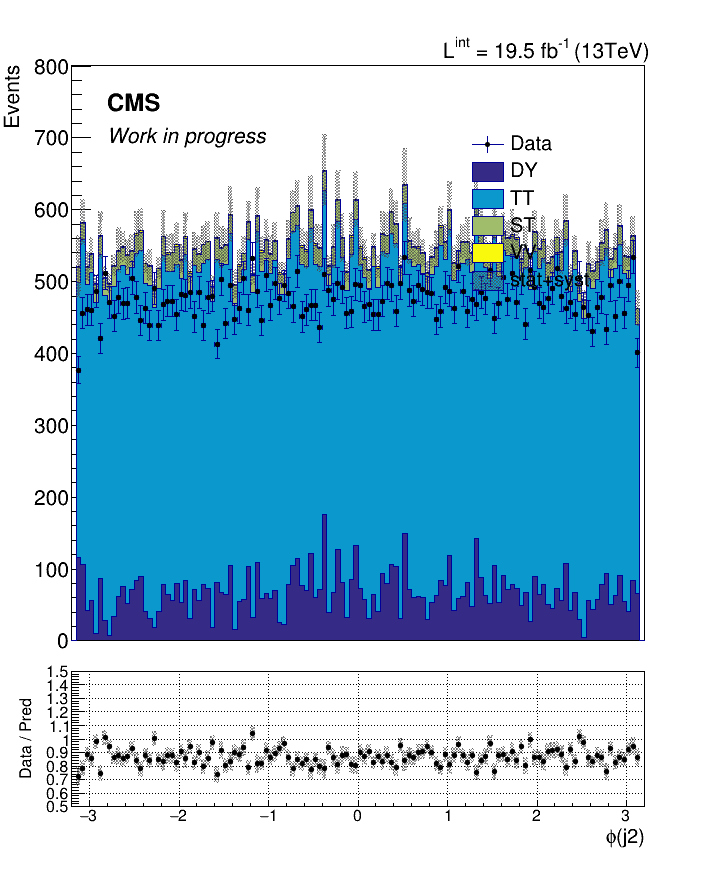 L^int = 19.5 fb^-1 (13TeV)
Events
800
CMS
Work in progress
700
Data
DY
TT
ST
VV
stat+syst
600
500
400
300
200
100
0
Data / Pred
1.5
1.4
1.3
1.2
1.1
1
0.9
0.8
0.7
0.6
0.5
−3 −2 −1 0 1 2 3
ϕ(j2)